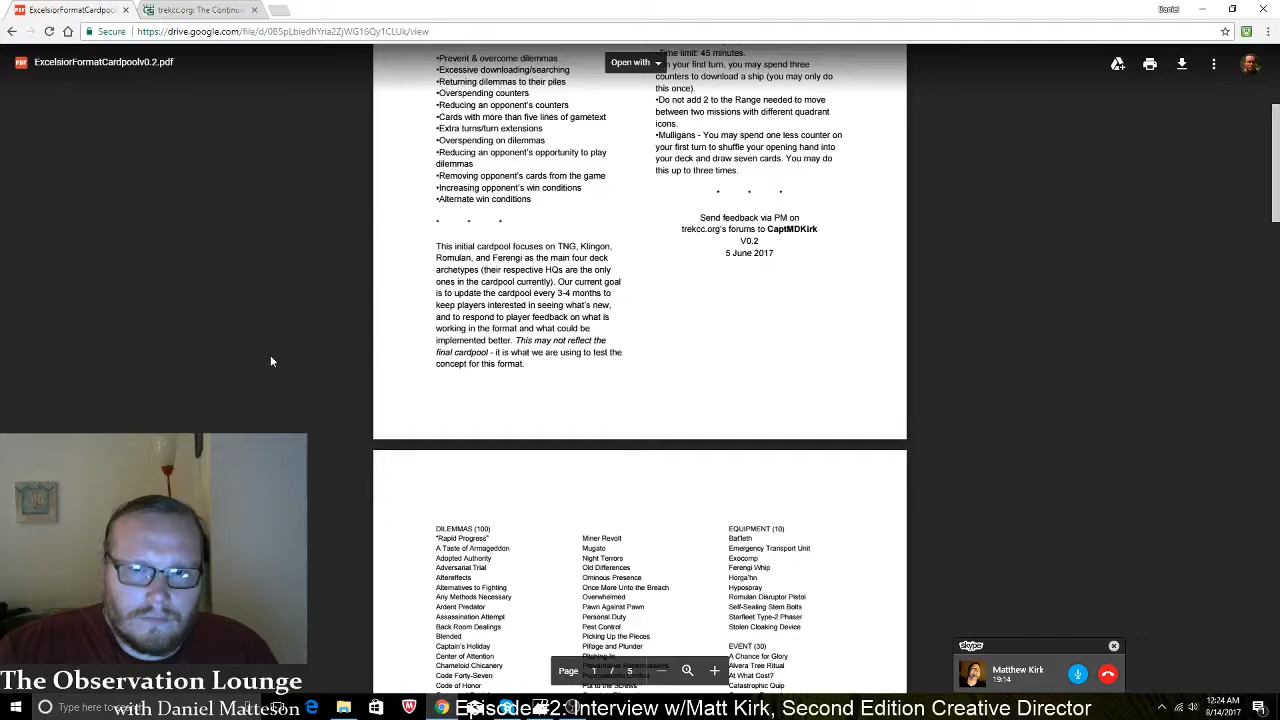 ExcelsiorFormatCardpool
trekcc.org: The Continui
Daniel
Secure
https://drive.google.com/file/d/0B5pLbiedhYria2ZjWG16Qy1CLUk/view
ExcelsiorFormatCardpoolv0.2.pdf
Open with
•Prevent & overcome dilemmas
•Excessive downloading/searching
•Returning dilemmas to their piles
•Overspending counters
•Reducing an opponent's counters
•Cards with more than five lines of gametext
•Extra turns/turn extensions
•Overspending on dilemmas
•Reducing an opponent's opportunity to play
dilemmas
•Removing opponent's cards from the game
•Increasing opponent's win conditions
•Alternate win conditions
* * *
This initial cardpool focuses on TNG, Klingon,
Romulan, and Ferengi as the main four deck
archetypes (their respective HQs are the only
ones in the cardpool currently). Our current goal
is to update the cardpool every 3-4 months to
keep players interested in seeing what's new,
and to respond to player feedback on what is
working in the format and what could be
implemented better. This may not reflect the
final cardpool - it is what we are using to test the
concept for this format.
•Time limit: 45 minutes.
n your first turn, you may spend three
counters to download a ship (you may only do
this once).
•Do not add 2 to the Range needed to move
between two missions with different quadrant
icons.
•Mulligans - You may spend one less counter on
your first turn to shuffle your opening hand into
your deck and draw seven cards. You may do
this up to three times.
* * *
Send feedback via PM on
trekcc.org's forums to CaptMDKirk
V0.2
5 June 2017
DILEMMAS (100)
"Rapid Progress"
A Taste of Armageddon
Adopted Authority
Adversarial Trial
Aftereffects
Alternatives to Fighting
Any Methods Necessary
Ardent Predator
Assassination Attempt
Back Room Dealings
Blended
Captain's Holiday
Center of Attention
Chameloid Chicanery
Code Forty-Seven
Code of Honor
Miner Revolt
Mugato
Night Terrors
Old Differences
Ominous Presence
Once More Unto the Breach
Overwhelmed
Pawn Against Pawn
Personal Duty
Pest Control
Picking Up the Pieces
Pillage and Plunder
Pitching In
Put to the Screws
EQUIPMENT (10)
Bat'leth
Emergency Transport Unit
Exocomp
Ferengi Whip
Horga'hn
Hypospray
Romulan Disruptor Pistol
Self-Sealing Stem Bolts
Starfleet Type-2 Phaser
Stolen Cloaking Device
EVENT (30)
A Chance for Glory
Alvera Tree Ritual
At What Cost?
Catastrophic Quip
Page 1 / 5
skype
Matthew Kirk
19:14
The Observation Lounge
with Daniel Matteson
Type here to
Episode 2: Interview w/Matt Kirk, Second Edition Creative Director
12:24 AM
8/14/2017